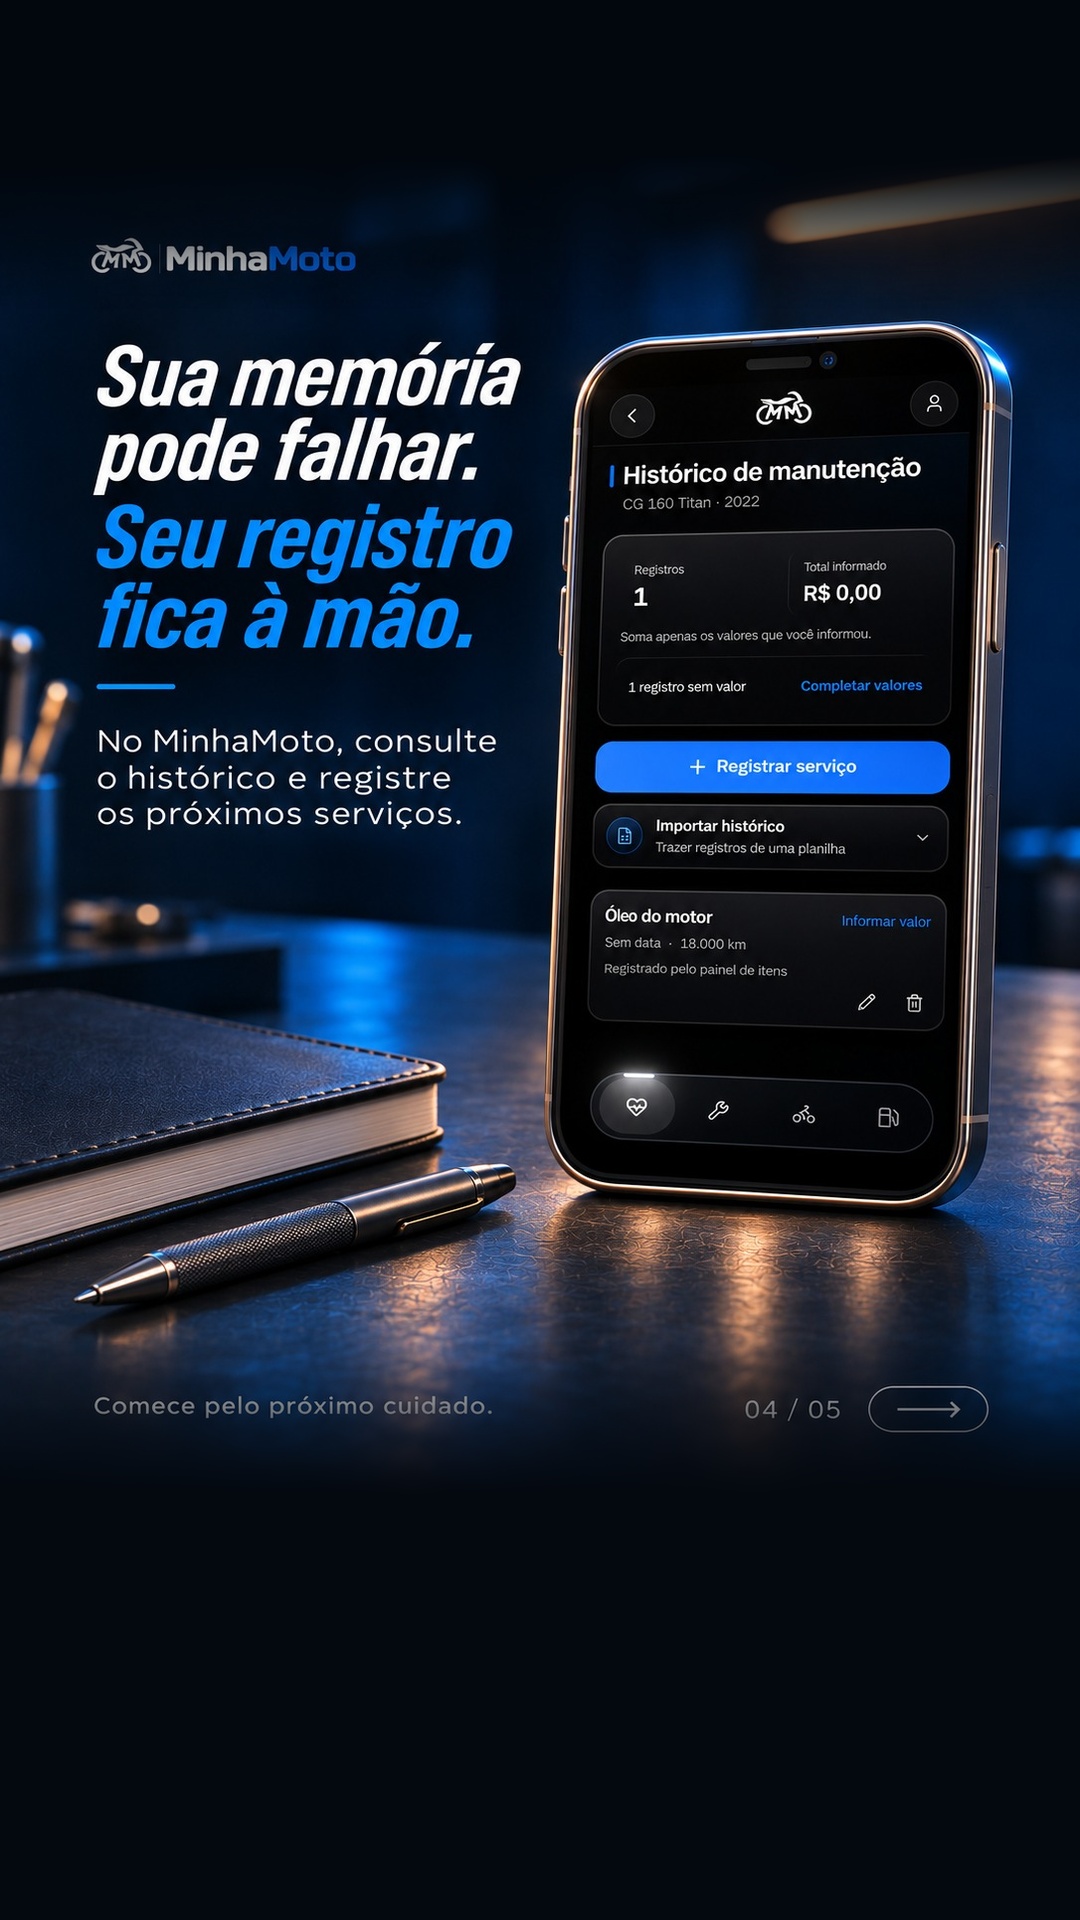 MM MinhaMoto
Sua memória
pode falhar.
Seu registro
fica à mão.
No MinhaMoto, consulte
o histórico e registre
os próximos serviços.
MM
Histórico de manutenção
CG 160 Titan · 2022
Registros
1
Total informado
R$ 0,00
Soma apenas os valores que você informou.
1 registro sem valor
Completar valores
+ Registrar serviço
Importar histórico
Trazer registros de uma planilha
Óleo do motor
Informar valor
Sem data · 18.000 km
Registrado pelo painel de itens
Comece pelo próximo cuidado.
04 / 05